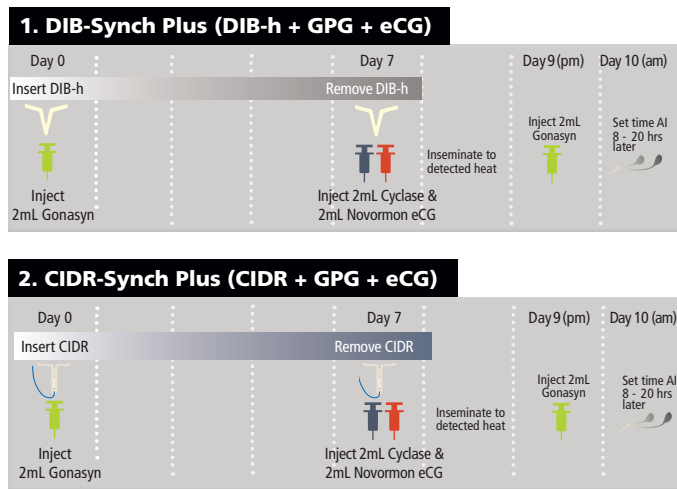 1. DIB-Synch Plus (DIB-h + GPG + eCG)
Day 0
Day 7
Day 9 (pm)
Day 10 (am)
Insert DIB-h
Remove DIB-h
Inject
2mL Gonasyn
Inject 2mL Cyclase &
2mL Novormon eCG
Inseminate to
detected heat
Inject 2mL
Gonasyn
Set time AI
8 - 20 hrs
later
2. CIDR-Synch Plus (CIDR + GPG + eCG)
Day 0
Day 7
Day 9 (pm)
Day 10 (am)
Insert CIDR
Remove CIDR
Inject
2mL Gonasyn
Inject 2mL Cyclase &
2mL Novormon eCG
Inseminate to
detected heat
Inject 2mL
Gonasyn
Set time AI
8 - 20 hrs
later